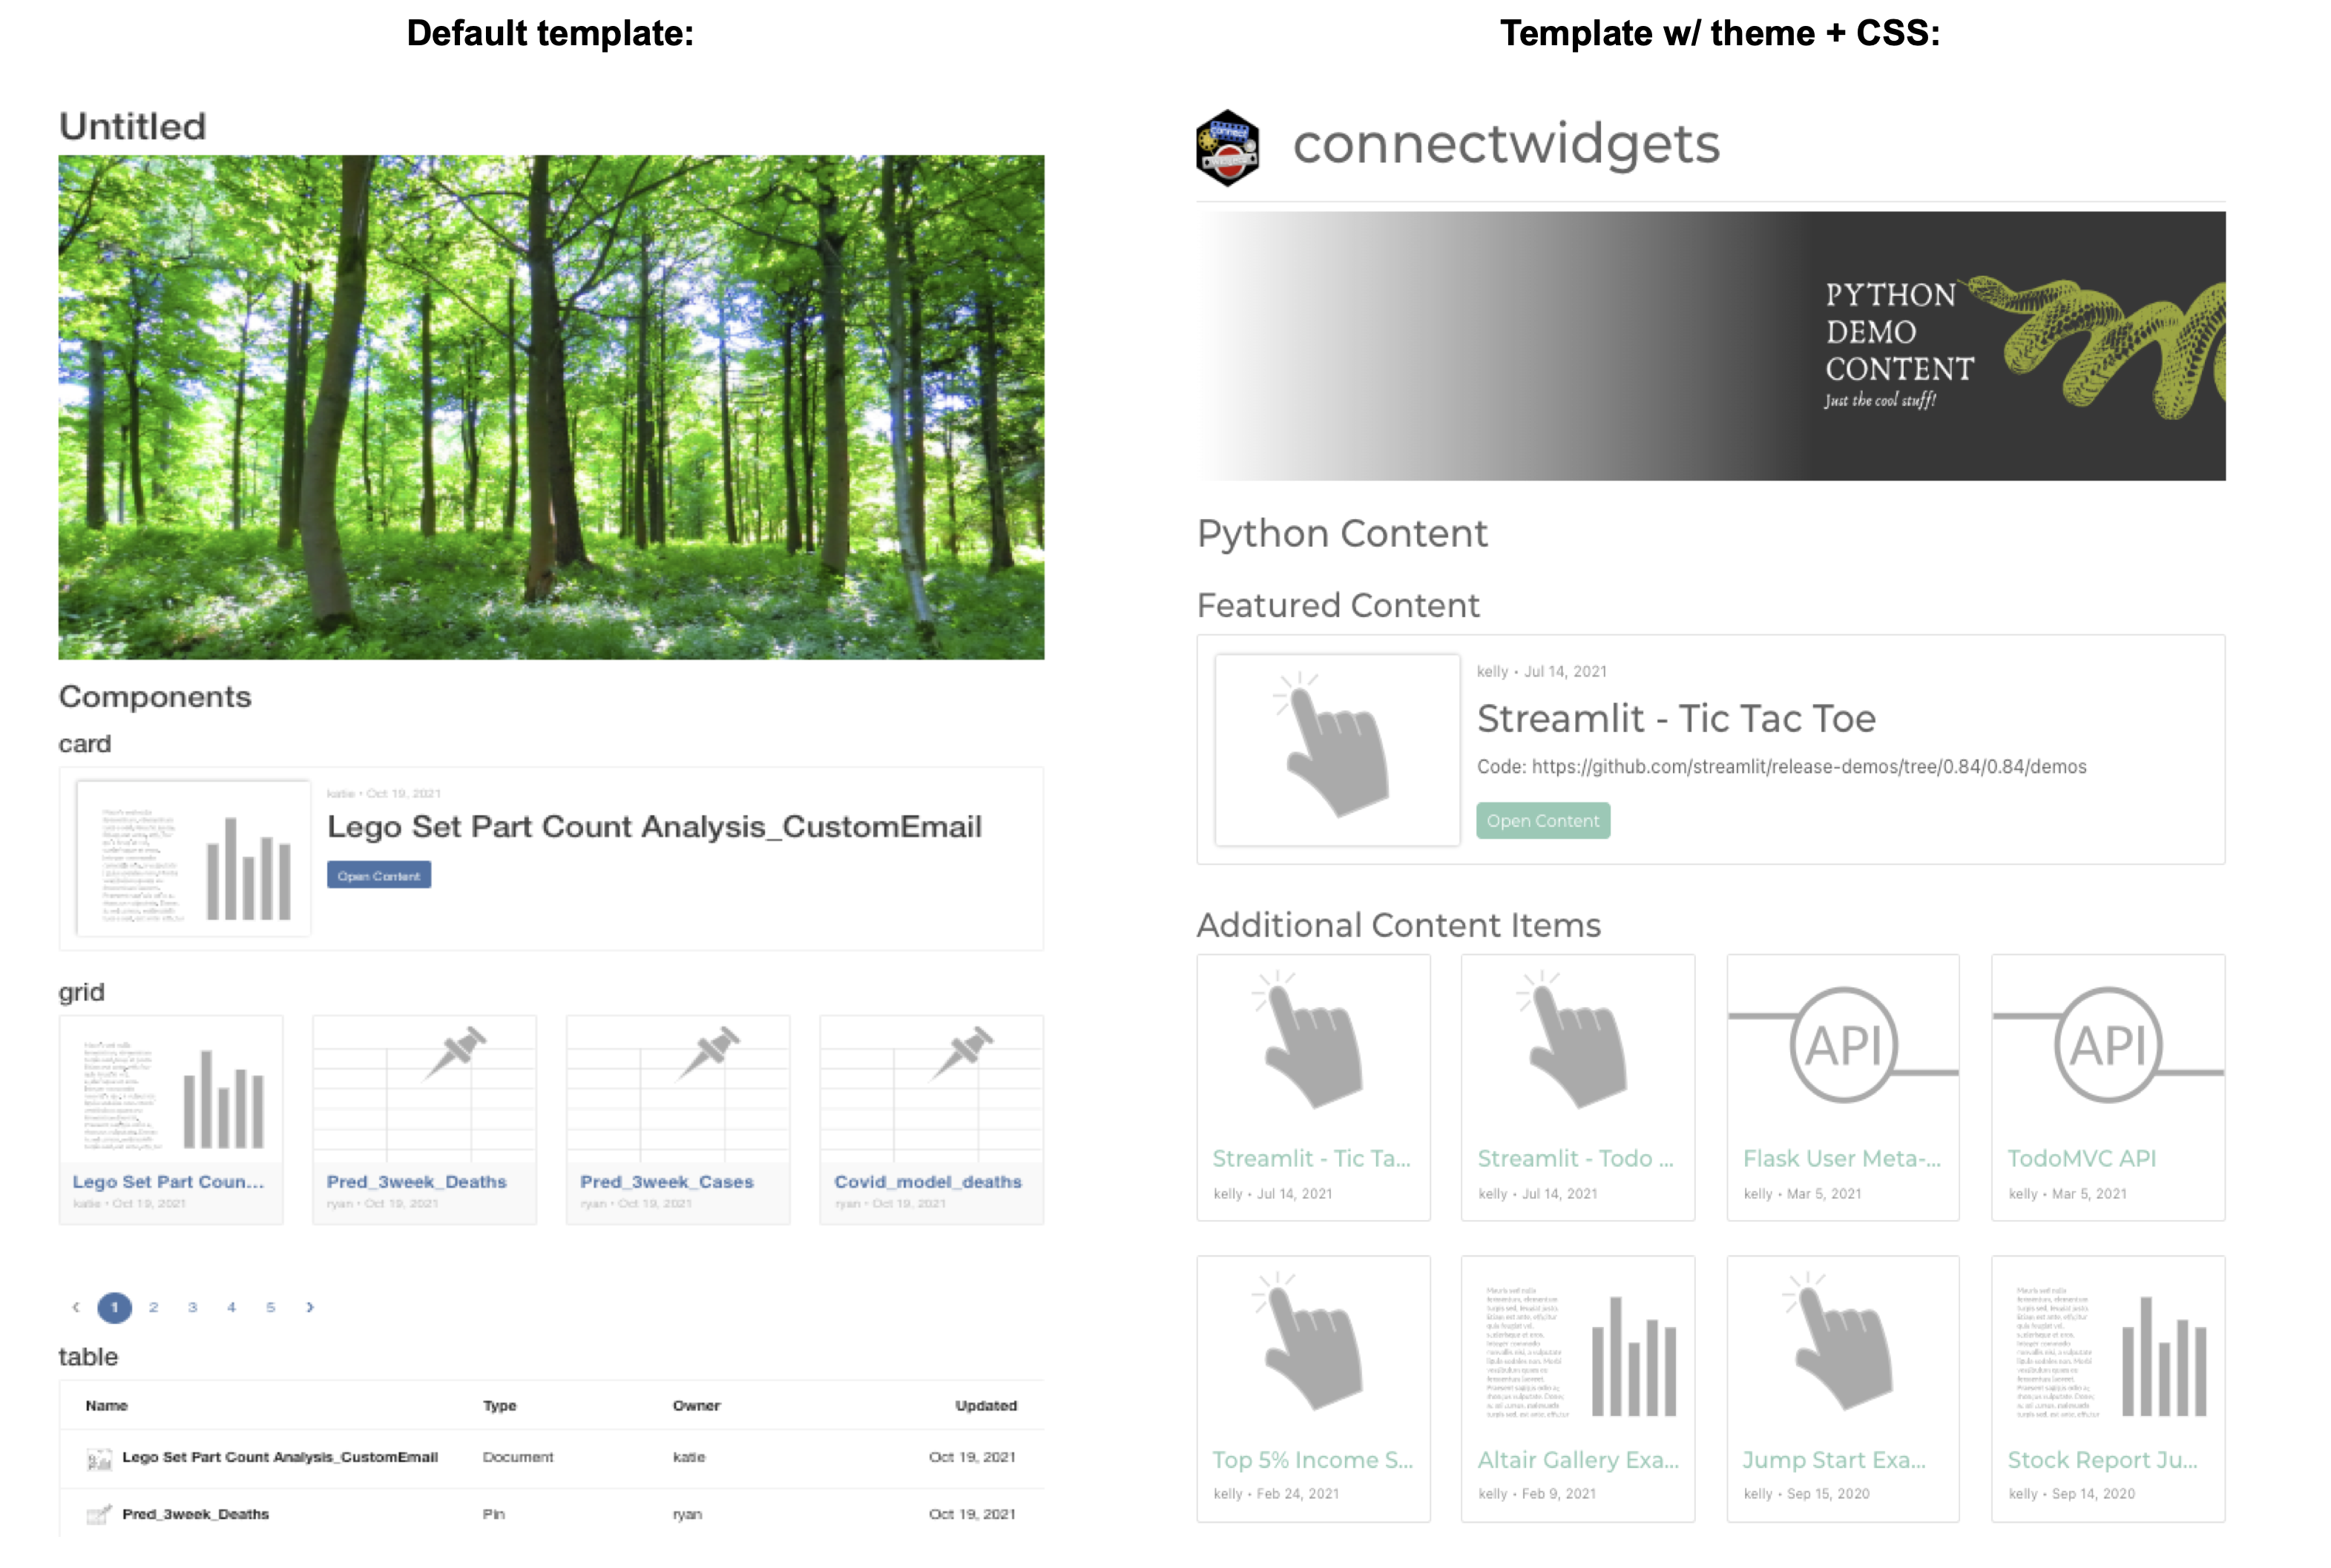 Default template:
Untitled
Components
card
katie • Oct 19, 2021
Lego Set Part Count Analysis_CustomEmail
Open Content
grid
Lego Set Part Coun...
katie • Oct 19, 2021
Pred_3week_Deaths
ryan • Oct 19, 2021
Pred_3week_Cases
ryan • Oct 19, 2021
Covid_model_deaths
ryan • Oct 19, 2021
‹ 1 2 3 4 5 ›
table
Name Type Owner Updated
Lego Set Part Count Analysis_CustomEmail Document katie Oct 19, 2021
Pred_3week_Deaths Pin ryan Oct 19, 2021
Template w/ theme + CSS:
connect
connectwidgets
PYTHON
DEMO
CONTENT
Just the cool stuff!
Python Content
Featured Content
kelly • Jul 14, 2021
Streamlit - Tic Tac Toe
Code: https://github.com/streamlit/release-demos/tree/0.84/0.84/demos
Open Content
Additional Content Items
Streamlit - Tic Ta...
kelly • Jul 14, 2021
Streamlit - Todo ...
kelly • Jul 14, 2021
API
Flask User Meta-...
kelly • Mar 5, 2021
API
TodoMVC API
kelly • Mar 5, 2021
Top 5% Income S...
kelly • Feb 24, 2021
Altair Gallery Exa...
kelly • Feb 9, 2021
Jump Start Exa...
kelly • Sep 15, 2020
Stock Report Ju...
kelly • Sep 14, 2020